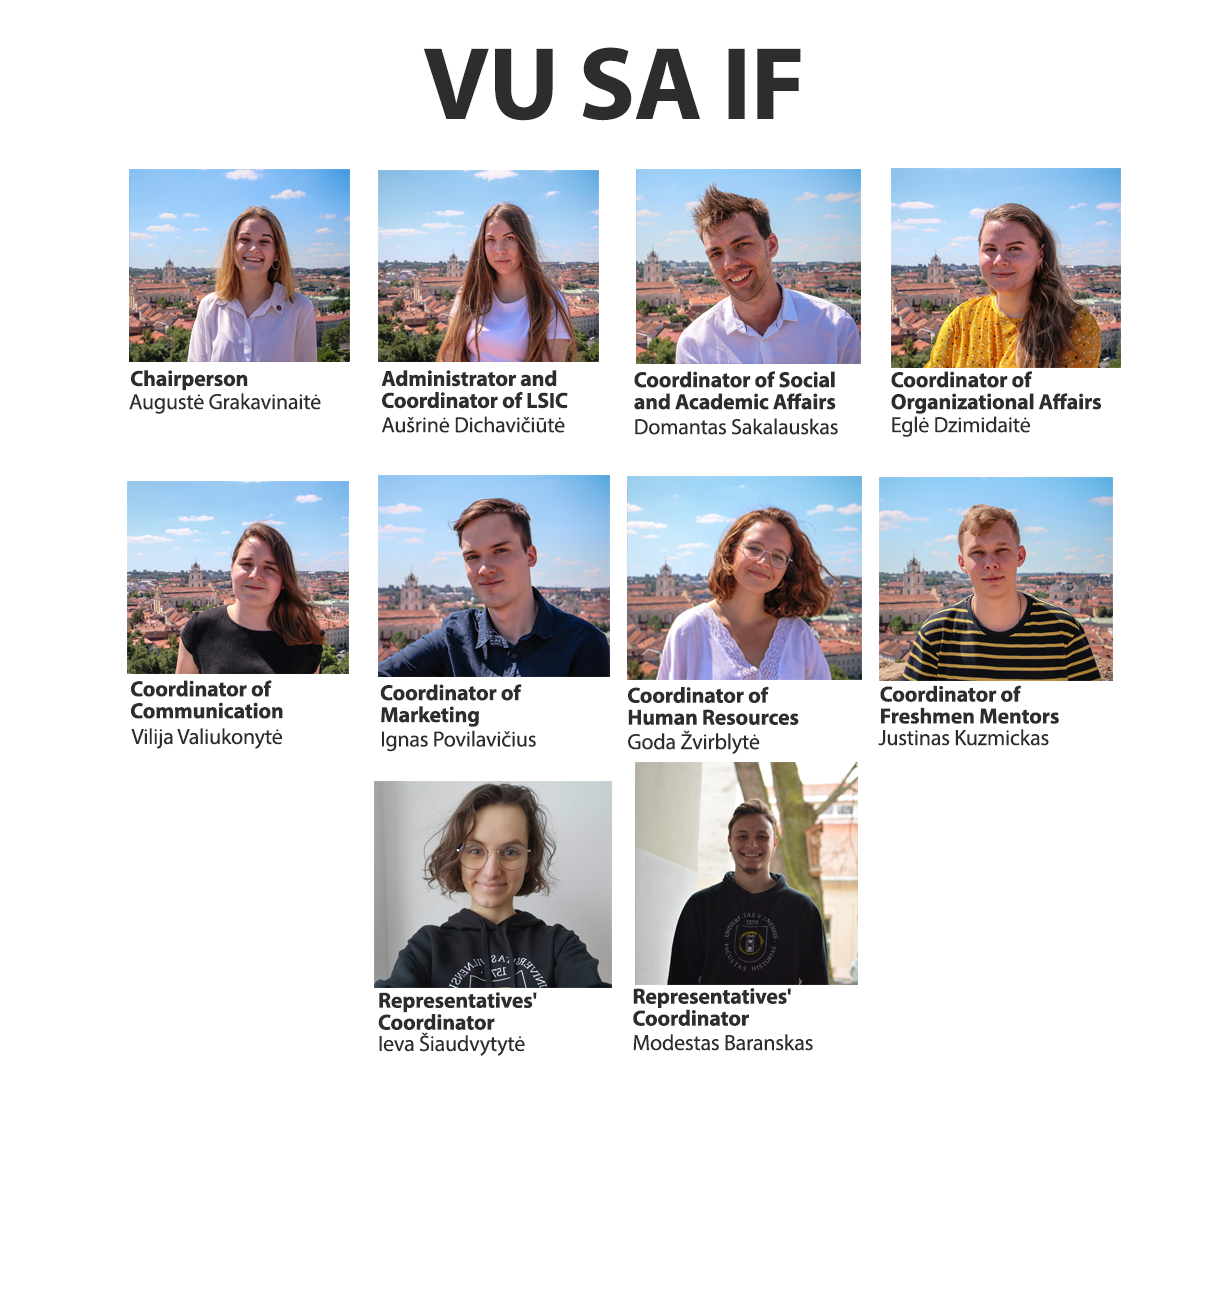 VU SA IF
Chairperson
Augustė Grakavinaitė
Administrator and
Coordinator of LSIC
Aušrinė Dichavičiūtė
Coordinator of Social
and Academic Affairs
Domantas Sakalauskas
Coordinator of
Organizational Affairs
Eglė Dzimidaitė
Coordinator of
Communication
Vilija Valiukonytė
Coordinator of
Marketing
Ignas Povilavičius
Coordinator of
Human Resources
Goda Žvirblytė
Coordinator of
Freshmen Mentors
Justinas Kuzmickas
Representatives'
Coordinator
Ieva Šiaudvytytė
Representatives'
Coordinator
Modestas Baranskas
1579
FACULTAS HISTORIAE